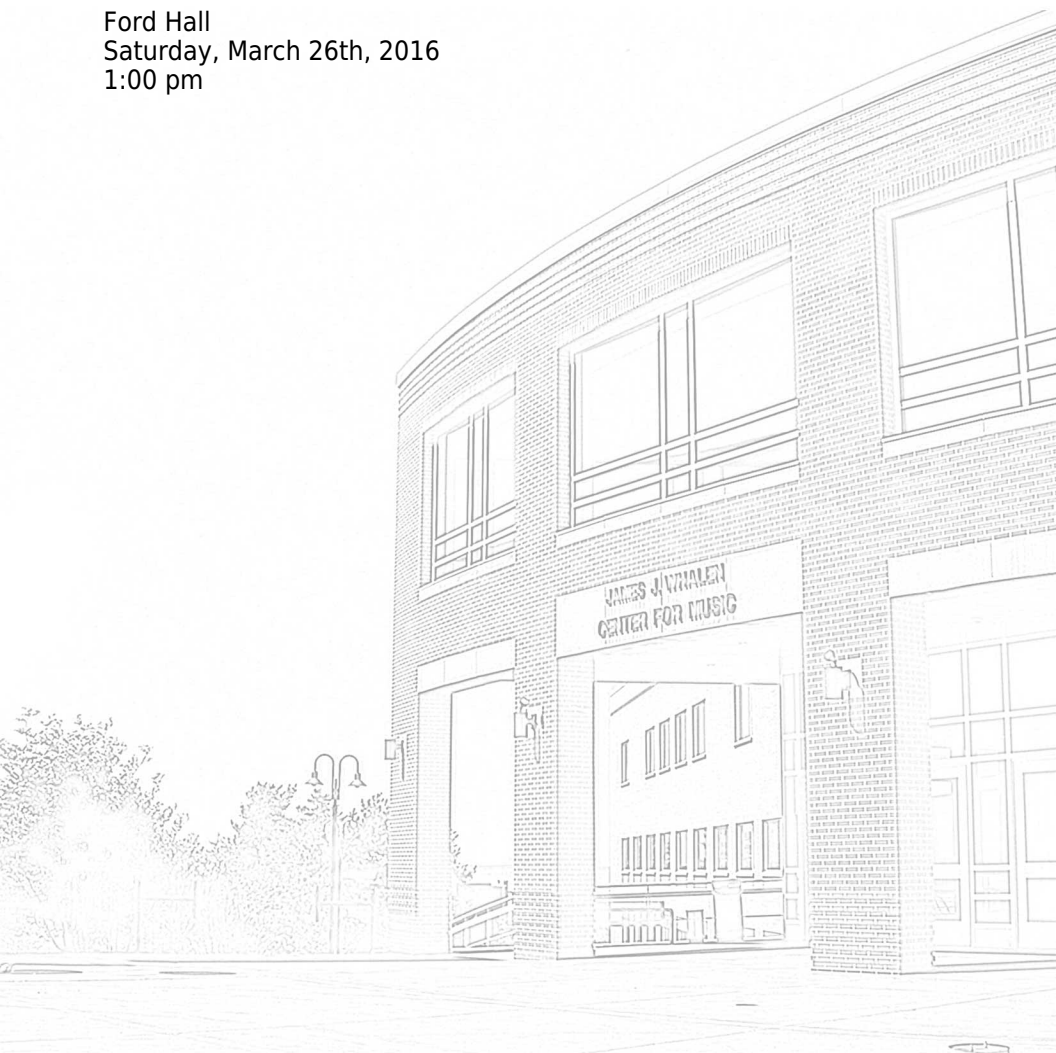 Ford Hall
Saturday, March 26th, 2016
1:00 pm
JAMES J. WHALEN
CENTER FOR MUSIC